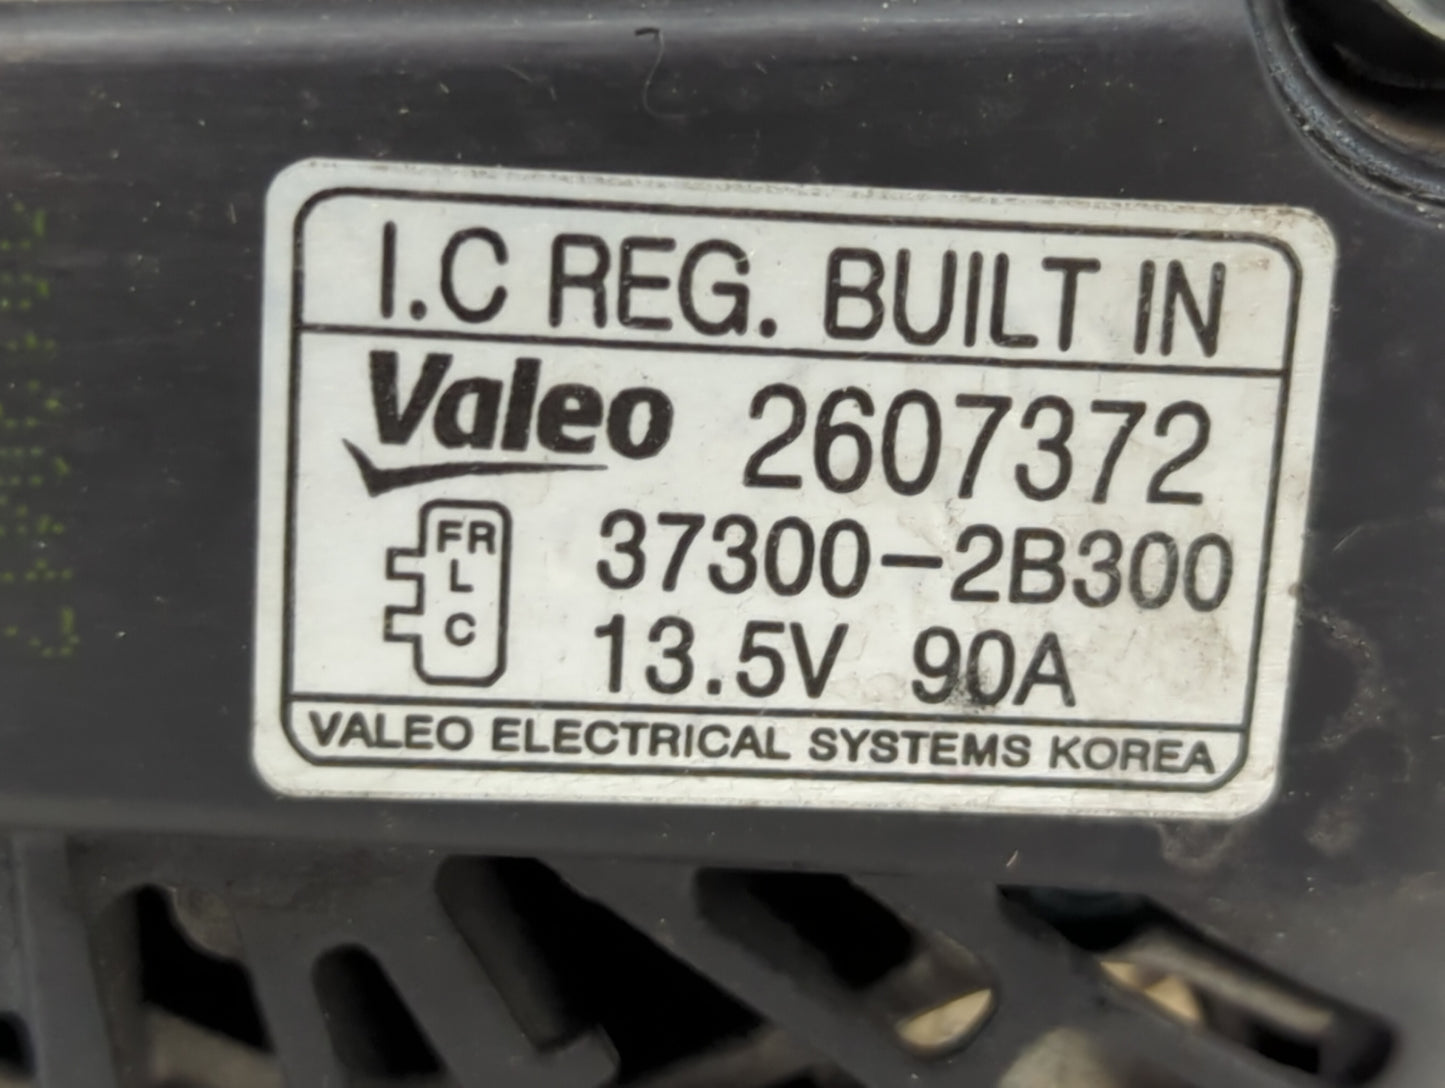 I.C REG. BUILT IN
Valeo 2607372
FR
L
C
37300-2B300
13.5V 90A
VALEO ELECTRICAL SYSTEMS KOREA